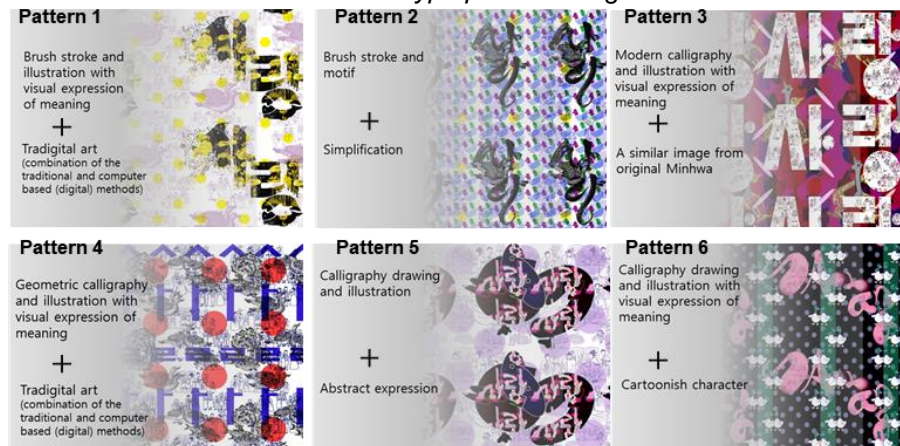 Pattern 1
Brush stroke and
illustration with
visual expression
of meaning
+
Tradigital art
(combination of the
traditional and computer
based (digital) methods)
Pattern 2
Brush stroke and
motif
+
Simplification
Pattern 3
Modern calligraphy
and illustration with
visual expression of
meaning
+
A similar image from
original Minhwa
Pattern 4
Geometric calligraphy
and illustration with
visual expression of
meaning
+
Tradigital art
(combination of the
traditional and computer
based (digital) methods)
Pattern 5
Calligraphy drawing
and illustration
+
Abstract expression
Pattern 6
Calligraphy drawing
and illustration with
visual expression of
meaning
+
Cartoonish character